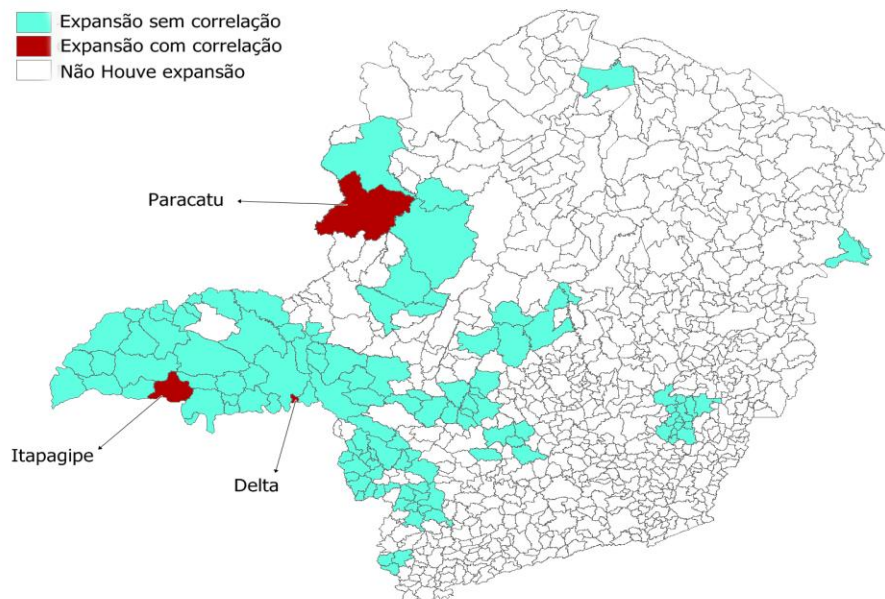 Expansão sem correlação
Expansão com correlação
Não Houve expansão
Paracatu
Itapagipe
Delta